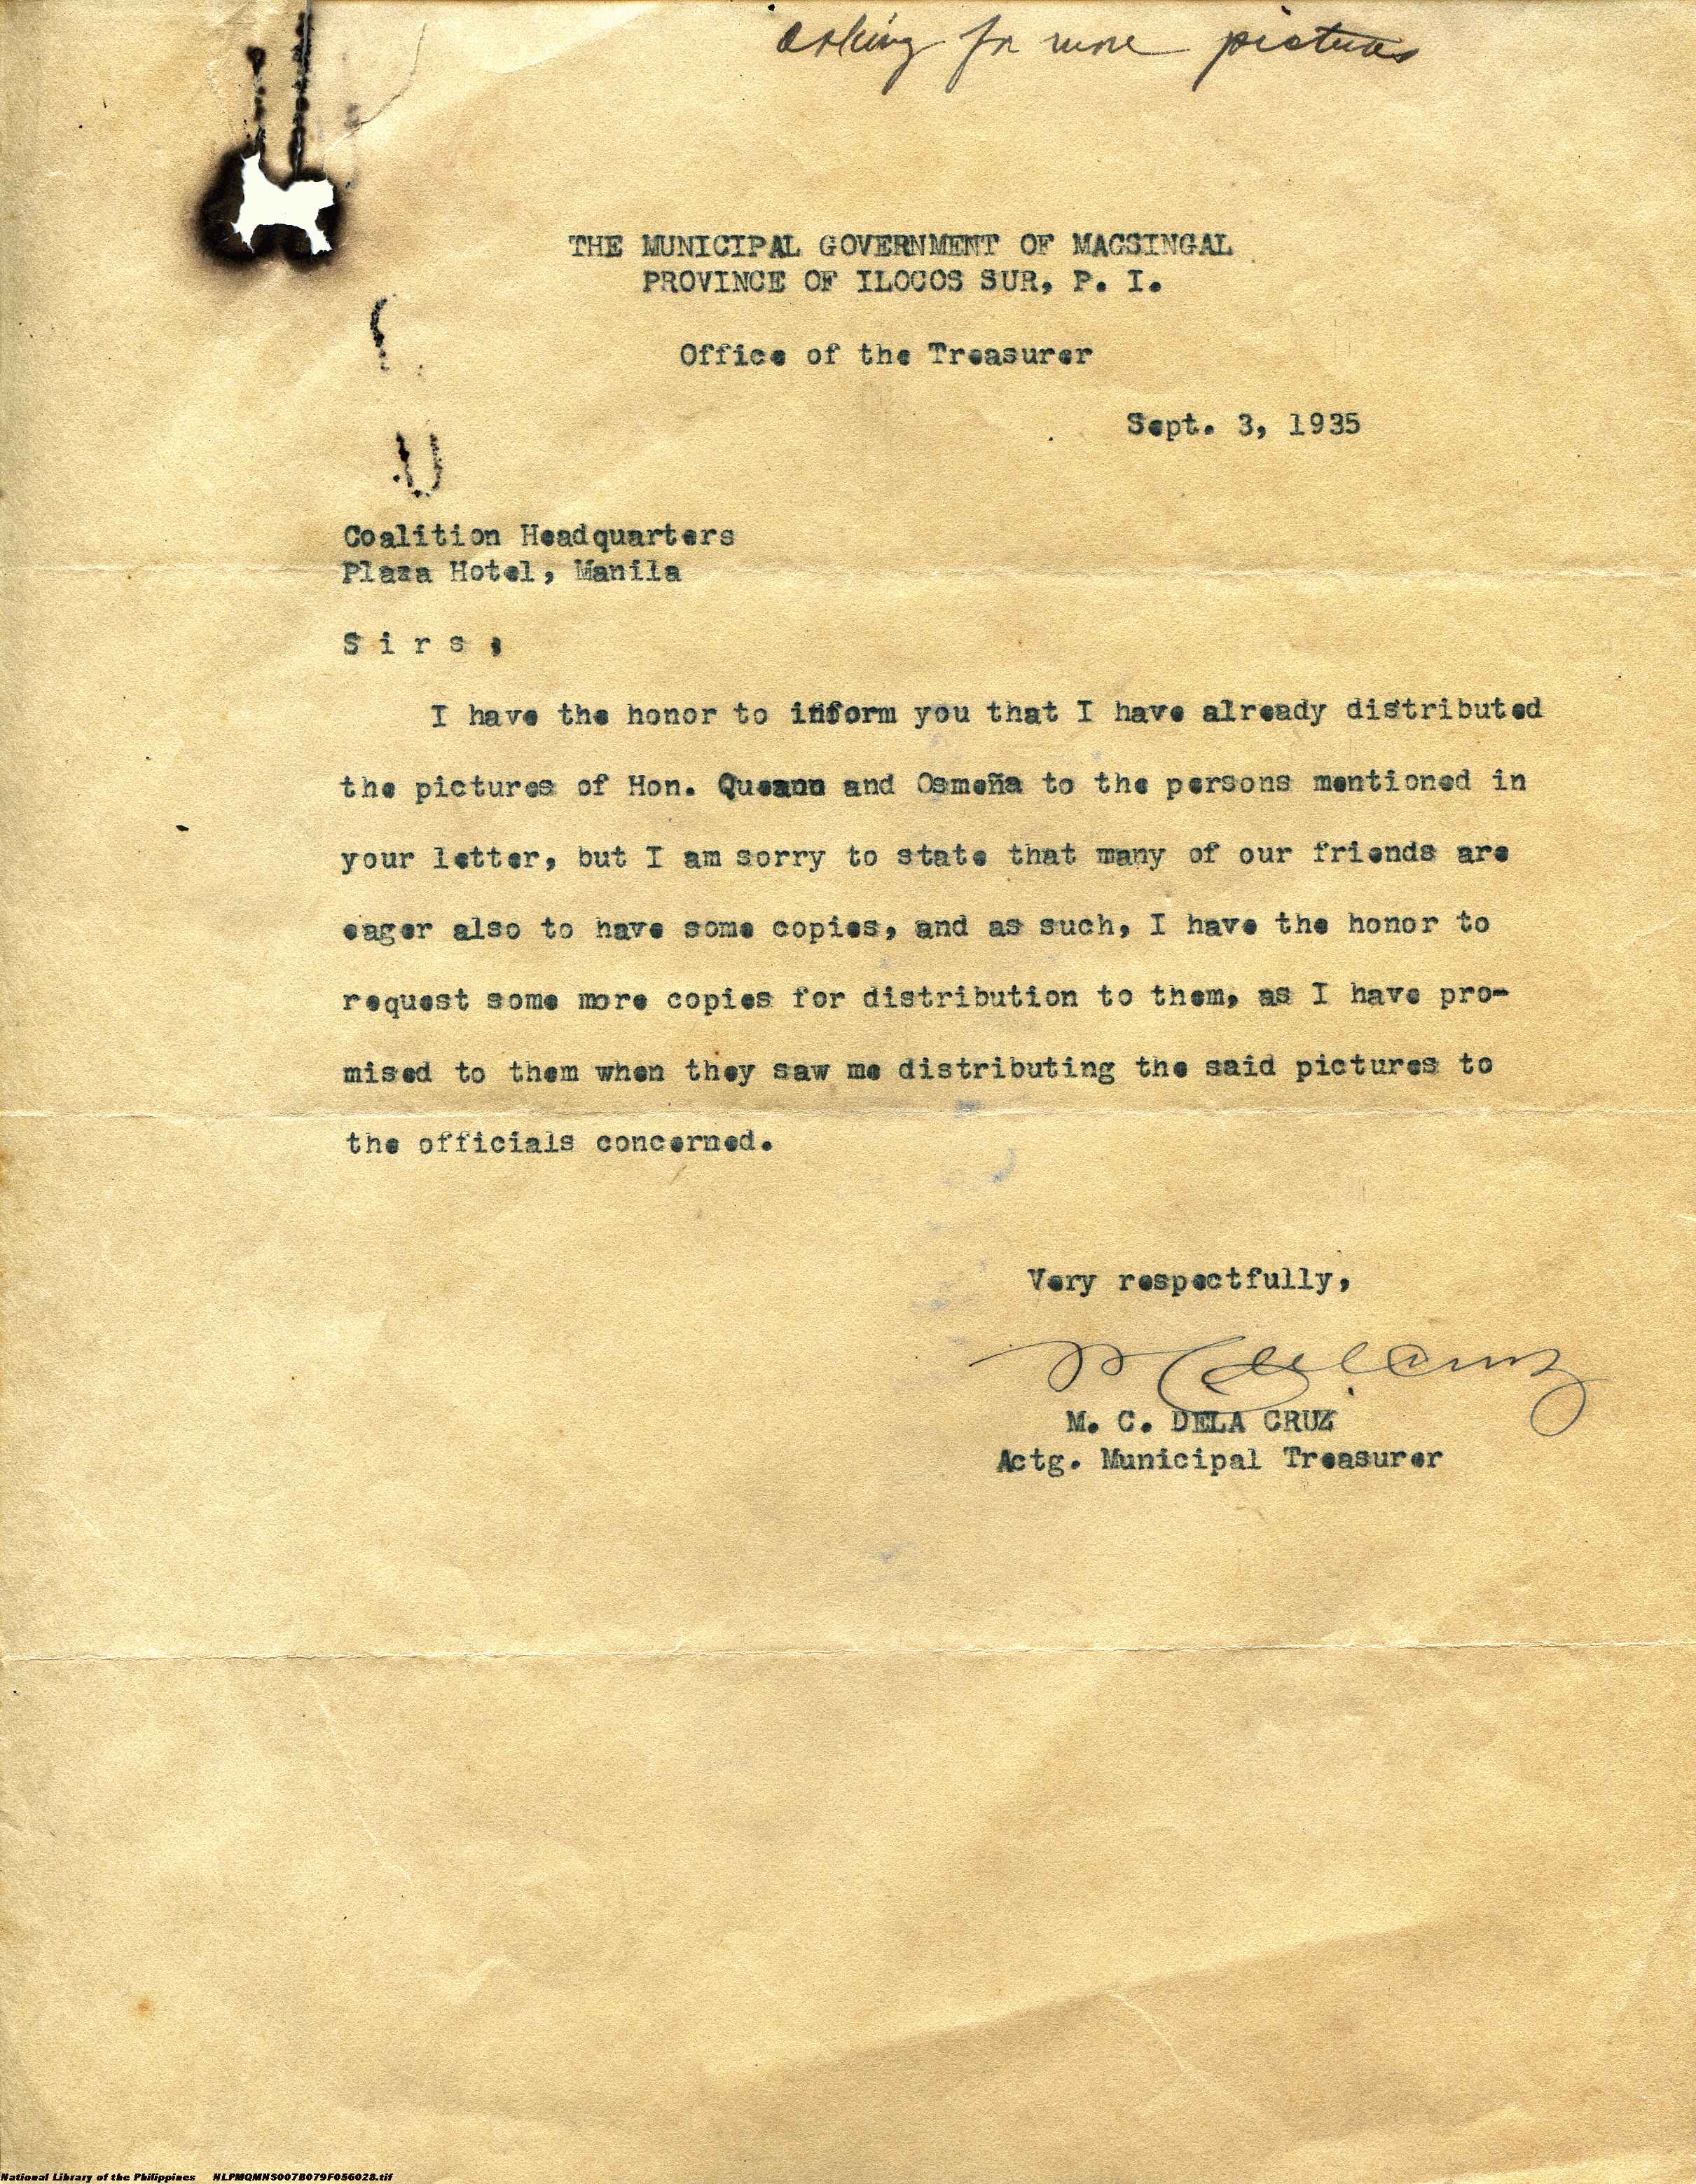 asking for more pictures
THE MUNICIPAL GOVERNMENT OF MAGSINGAL
PROVINCE OF ILOCOS SUR, P. I.
Office of the Treasurer
Sept. 3, 1935
Coalition Headquarters
Plaza Hotel, Manila
S i r s ;
I have the honor to inform you that I have already distributed
the pictures of Hon. and Osmeña to the persons mentioned in
your letter, but I am sorry to state that many of our friends are
eager also to have some copies, and as such, I have the honor to
request some more copies for distribution to them, as I have pro-
mised to them when they saw me distributing the said pictures to
the officials concerned.
Very respectfully,
M C delaCruz
M. C. DELA CRUZ
Actg. Municipal Treasurer
National Library of the Philippines NLPMQMNS007B079F056028.tif